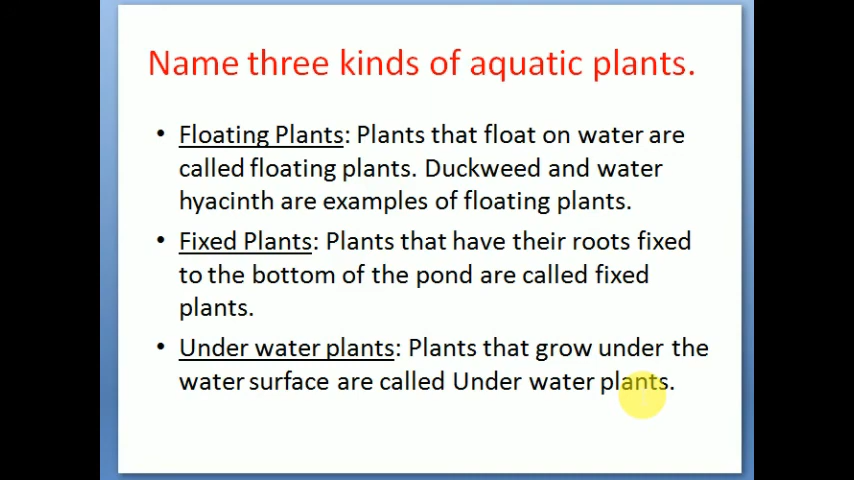 Name three kinds of aquatic plants.
• Floating Plants: Plants that float on water are
called floating plants. Duckweed and water
hyacinth are examples of floating plants.
• Fixed Plants: Plants that have their roots fixed
to the bottom of the pond are called fixed
plants.
• Under water plants: Plants that grow under the
water surface are called Under water plants.